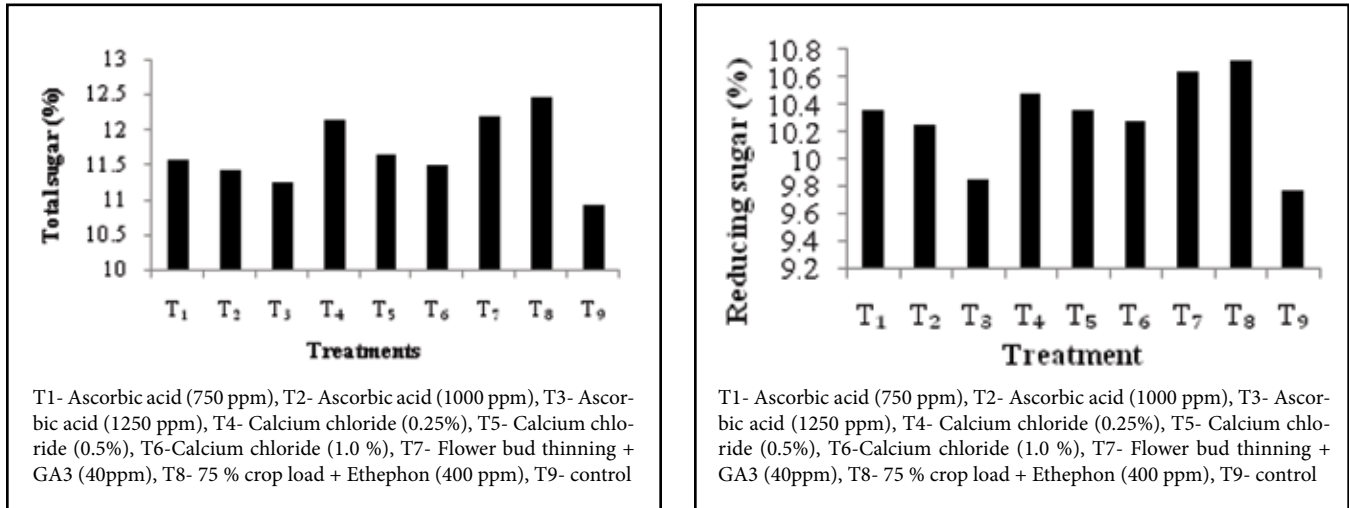 Total sugar (%)
13
12.5
12
11.5
11
10.5
10
T₁ T₂ T₃ T₄ T₅ T₆ T₇ T₈ T₉
Treatments
T1- Ascorbic acid (750 ppm), T2- Ascorbic acid (1000 ppm), T3- Ascor-
bic acid (1250 ppm), T4- Calcium chloride (0.25%), T5- Calcium chlo-
ride (0.5%), T6-Calcium chloride (1.0 %), T7- Flower bud thinning +
GA3 (40ppm), T8- 75 % crop load + Ethephon (400 ppm), T9- control
Reducing sugar (%)
10.8
10.6
10.4
10.2
10
9.8
9.6
9.4
9.2
T₁ T₂ T₃ T₄ T₅ T₆ T₇ T₈ T₉
Treatment
T1- Ascorbic acid (750 ppm), T2- Ascorbic acid (1000 ppm), T3- Ascor-
bic acid (1250 ppm), T4- Calcium chloride (0.25%), T5- Calcium chlo-
ride (0.5%), T6-Calcium chloride (1.0 %), T7- Flower bud thinning +
GA3 (40ppm), T8- 75 % crop load + Ethephon (400 ppm), T9- control